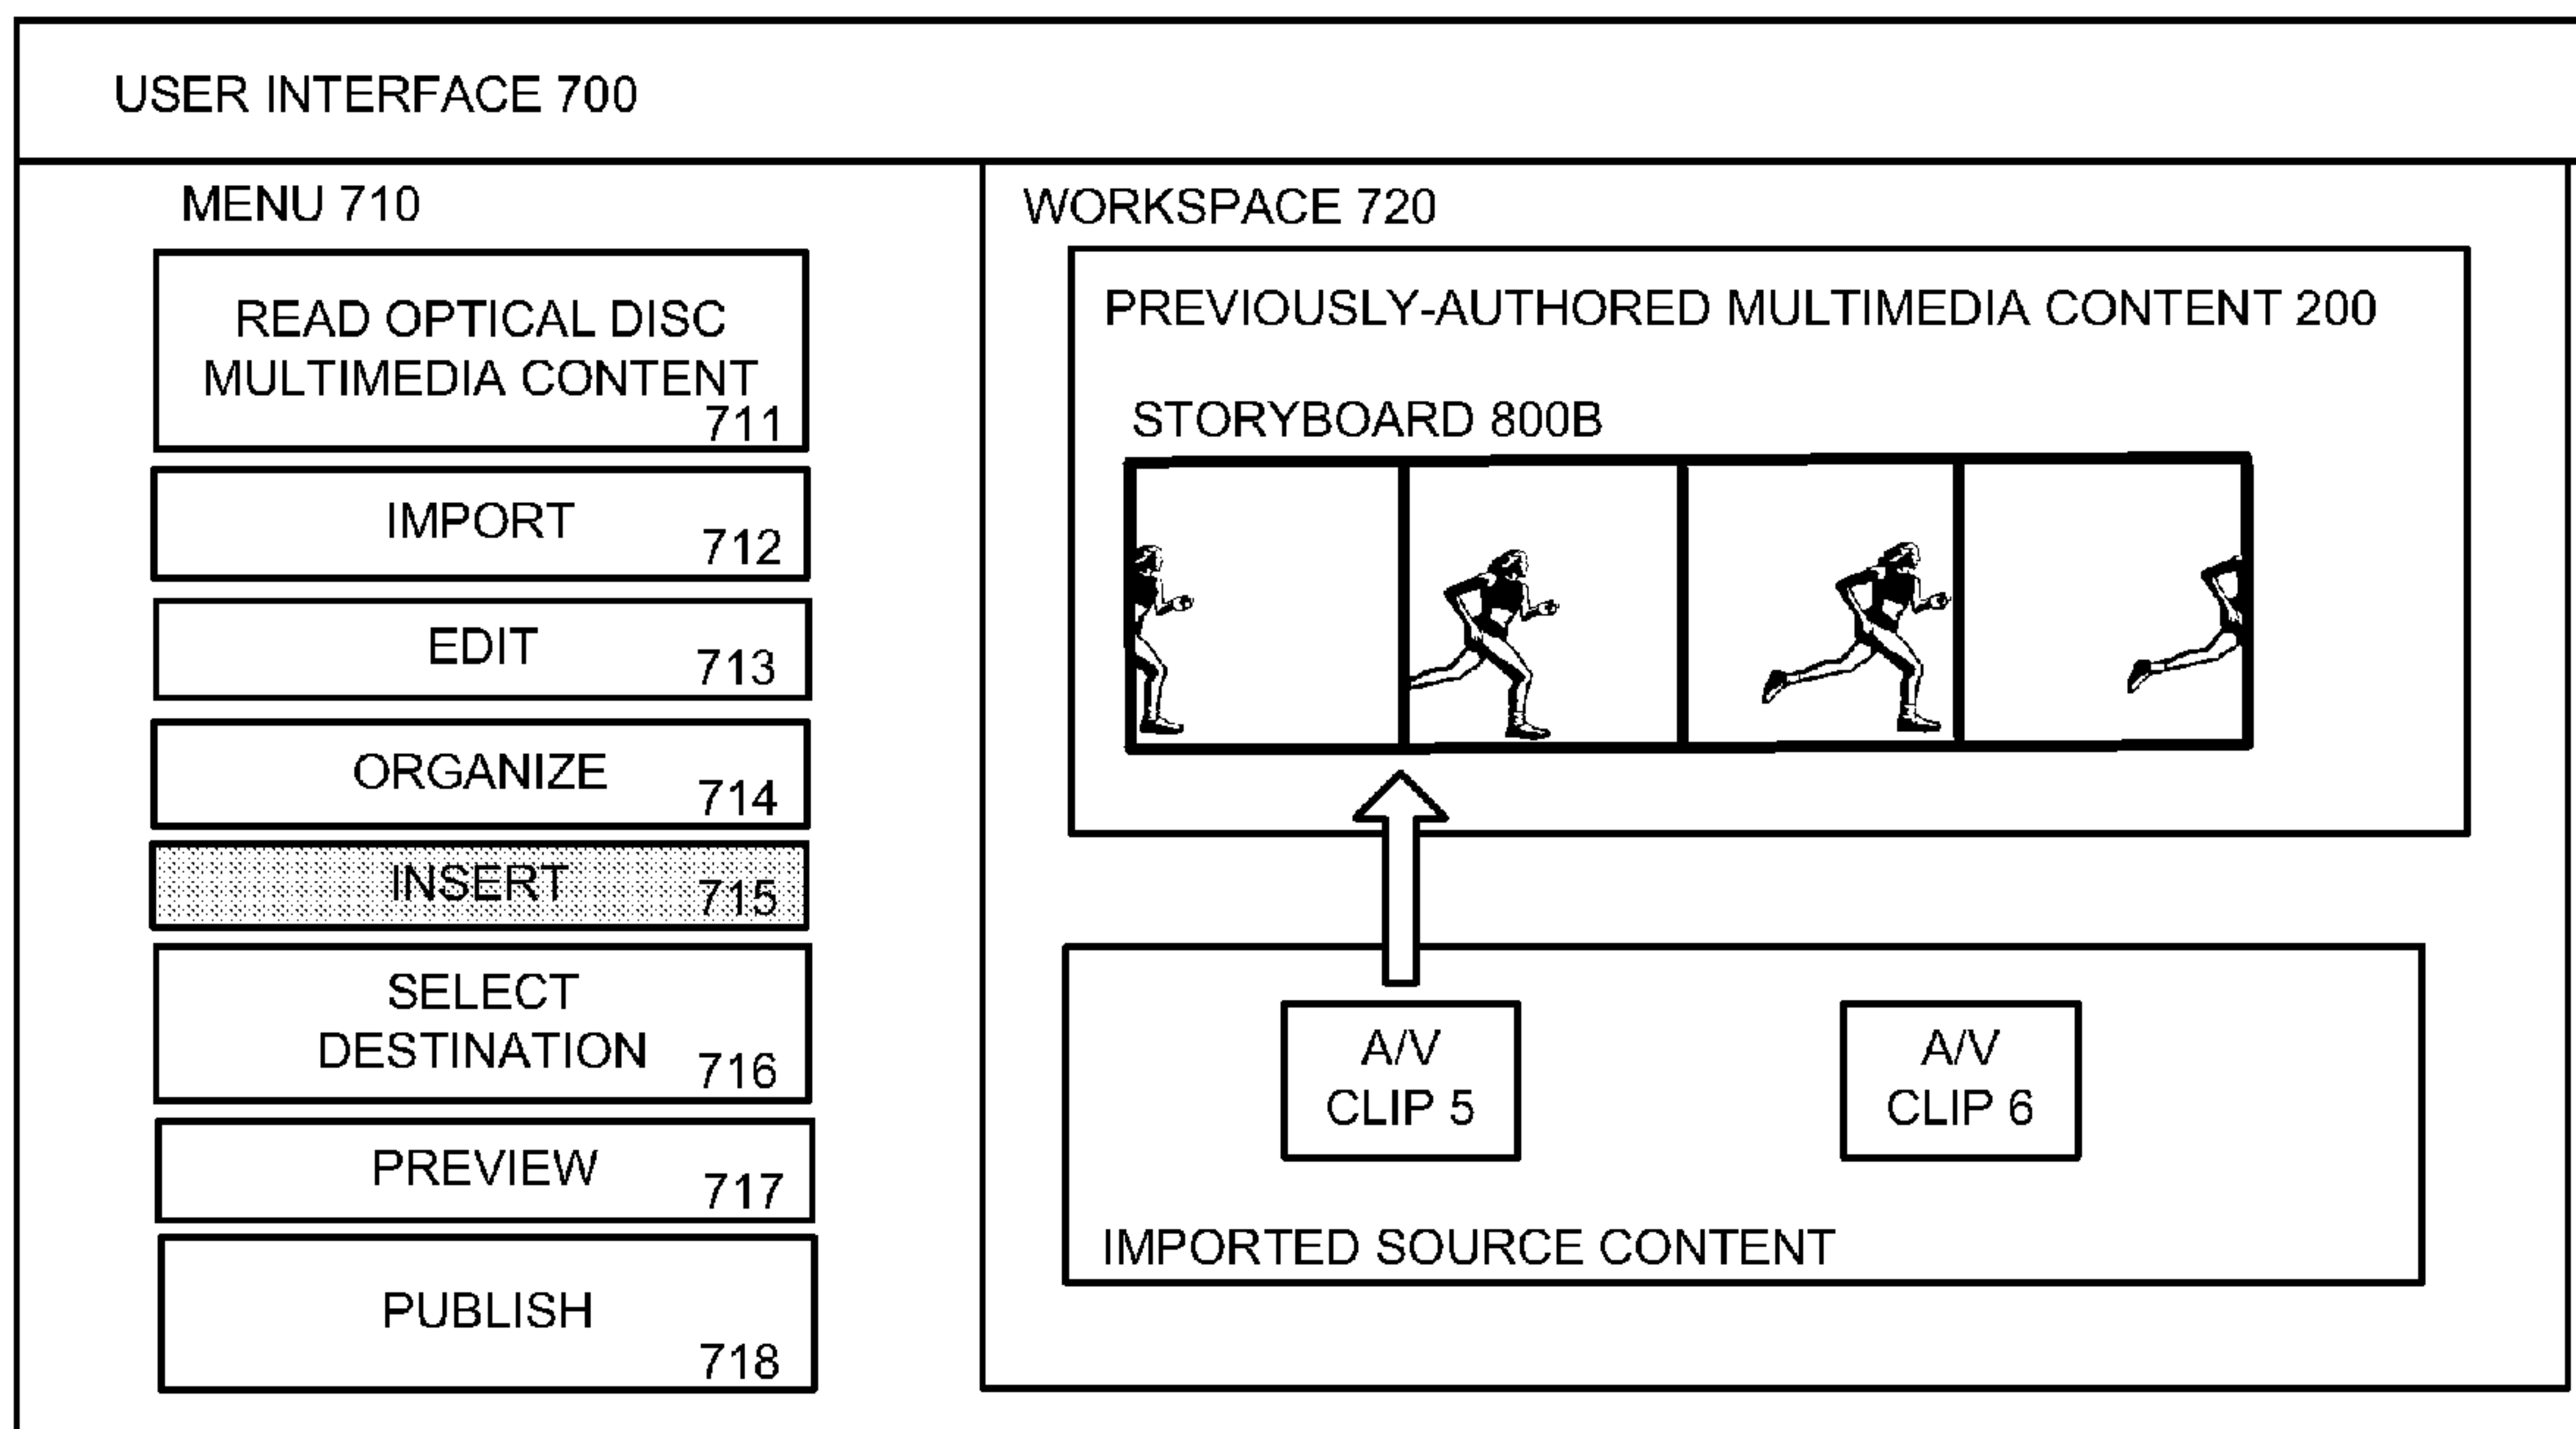 USER INTERFACE 700
MENU 710
READ OPTICAL DISC
MULTIMEDIA CONTENT
711
IMPORT
712
EDIT
713
ORGANIZE
714
INSERT
715
SELECT
DESTINATION
716
PREVIEW
717
PUBLISH
718
WORKSPACE 720
PREVIOUSLY-AUTHORED MULTIMEDIA CONTENT 200
STORYBOARD 800B
A/V
CLIP 5
A/V
CLIP 6
IMPORTED SOURCE CONTENT